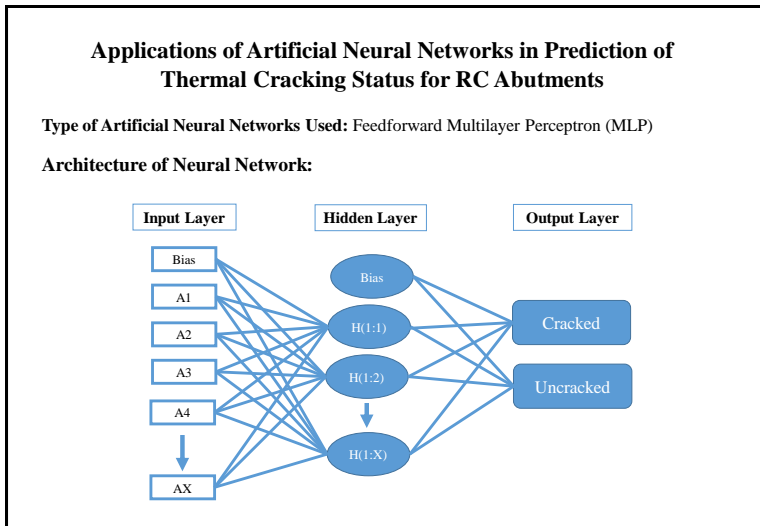 Applications of Artificial Neural Networks in Prediction of
Thermal Cracking Status for RC Abutments
Type of Artificial Neural Networks Used: Feedforward Multilayer Perceptron (MLP)
Architecture of Neural Network:
Input Layer
Hidden Layer
Output Layer
Bias
A1
A2
A3
A4
AX
Bias
H(1:1)
H(1:2)
H(1:X)
Cracked
Uncracked